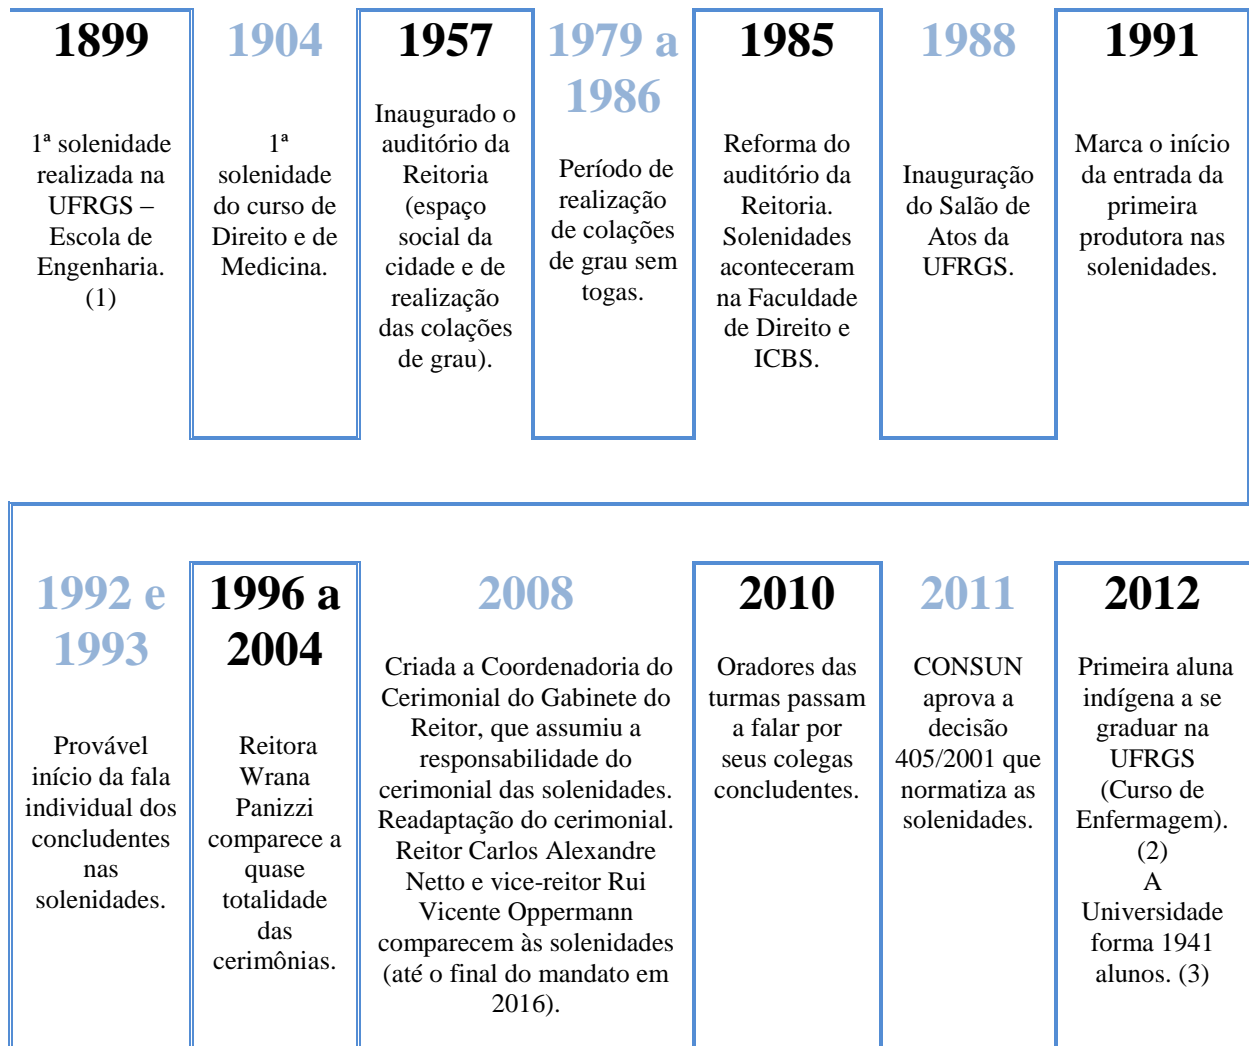 1899
1ª solenidade
realizada na
UFRGS –
Escola de
Engenharia.
(1)
1904
1ª
solenidade
do curso de
Direito e de
Medicina.
1957
Inaugurado o
auditório da
Reitoria
(espaço
social da
cidade e de
realização
das colações
de grau).
1979 a
1986
Período de
realização
de colações
de grau sem
togas.
1985
Reforma do
auditório da
Reitoria.
Solenidades
aconteceram
na Faculdade
de Direito e
ICBS.
1988
Inauguração
do Salão de
Atos da
UFRGS.
1991
Marca o início
da entrada da
primeira
produtora nas
solenidades.
1992 e
1993
Provável
início da fala
individual dos
concludentes
nas
solenidades.
1996 a
2004
Reitora
Wrana
Panizzi
comparece a
quase
totalidade
das
cerimônias.
2008
Criada a Coordenadoria do
Cerimonial do Gabinete do
Reitor, que assumiu a
responsabilidade do
cerimonial das solenidades.
Readaptação do cerimonial.
Reitor Carlos Alexandre
Netto e vice-reitor Rui
Vicente Oppermann
comparecem às solenidades
(até o final do mandato em
2016).
2010
Oradores das
turmas passam
a falar por
seus colegas
concludentes.
2011
CONSUN
aprova a
decisão
405/2001 que
normatiza as
solenidades.
2012
Primeira aluna
indígena a se
graduar na
UFRGS
(Curso de
Enfermagem).
(2)
A
Universidade
forma 1941
alunos. (3)